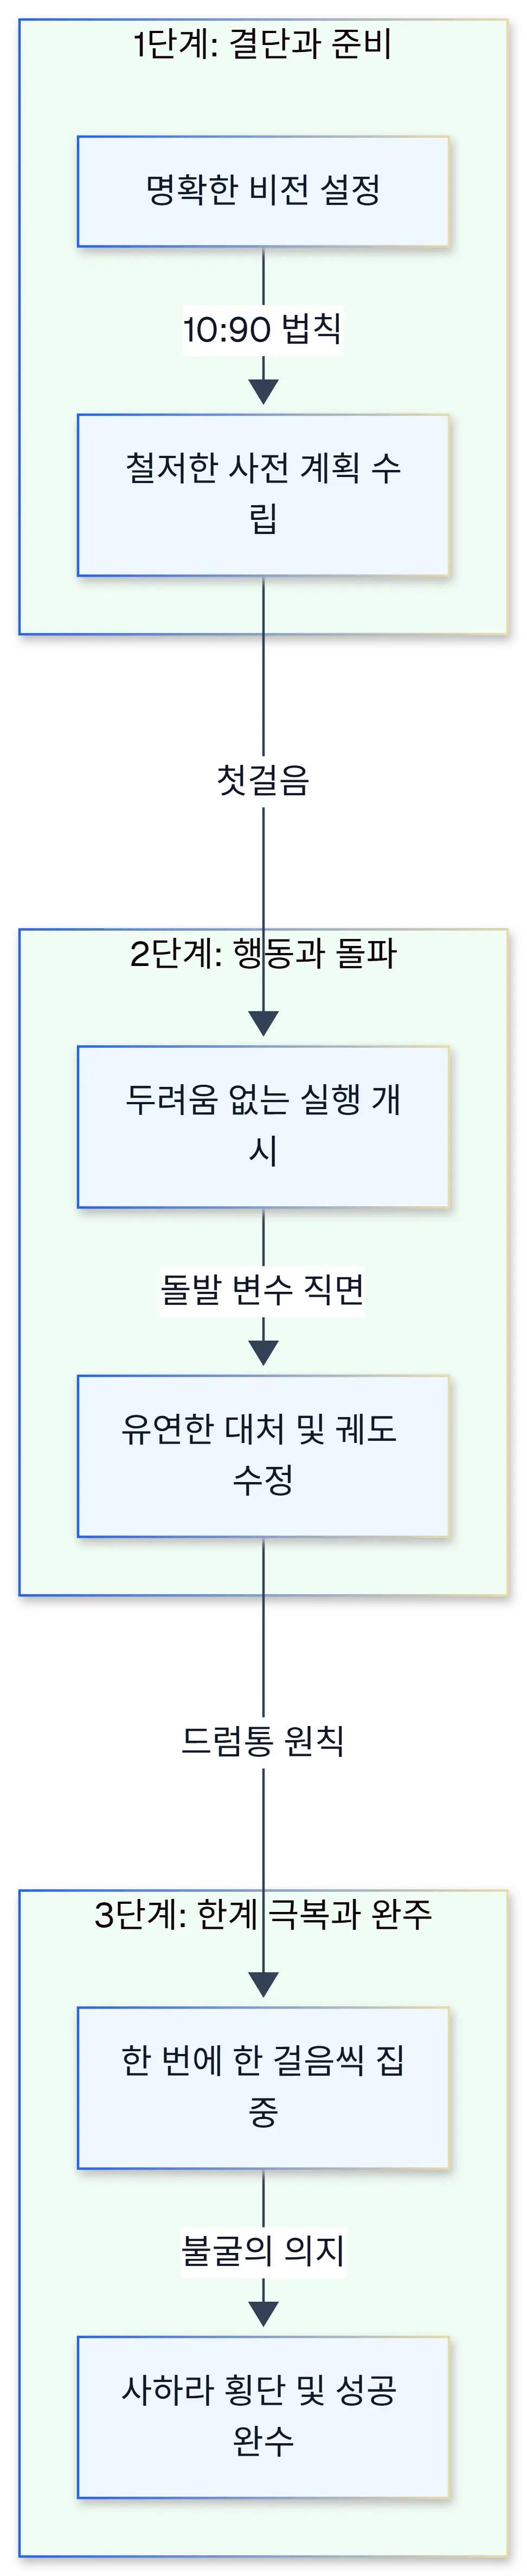 1단계: 결단과 준비
명확한 비전 설정
10:90 법칙
철저한 사전 계획 수
립
첫걸음
2단계: 행동과 돌파
두려움 없는 실행 개
시
돌발 변수 직면
유연한 대처 및 궤도
수정
드럼통 원칙
3단계: 한계 극복과 완주
한 번에 한 걸음씩 집
중
불굴의 의지
사하라 횡단 및 성공
완수